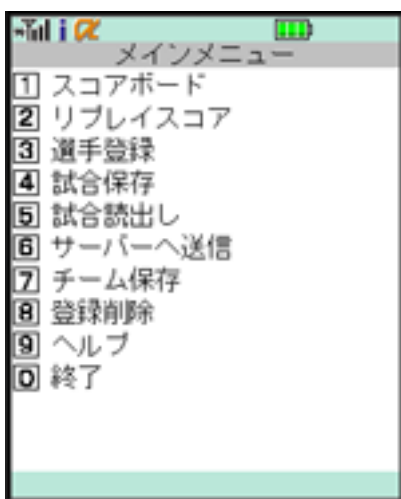 メインメニュー
1 スコアボード
2 リプレイスコア
3 選手登録
4 試合保存
5 試合読出し
6 サーバーへ送信
7 チーム保存
8 登録削除
9 ヘルプ
0 終了